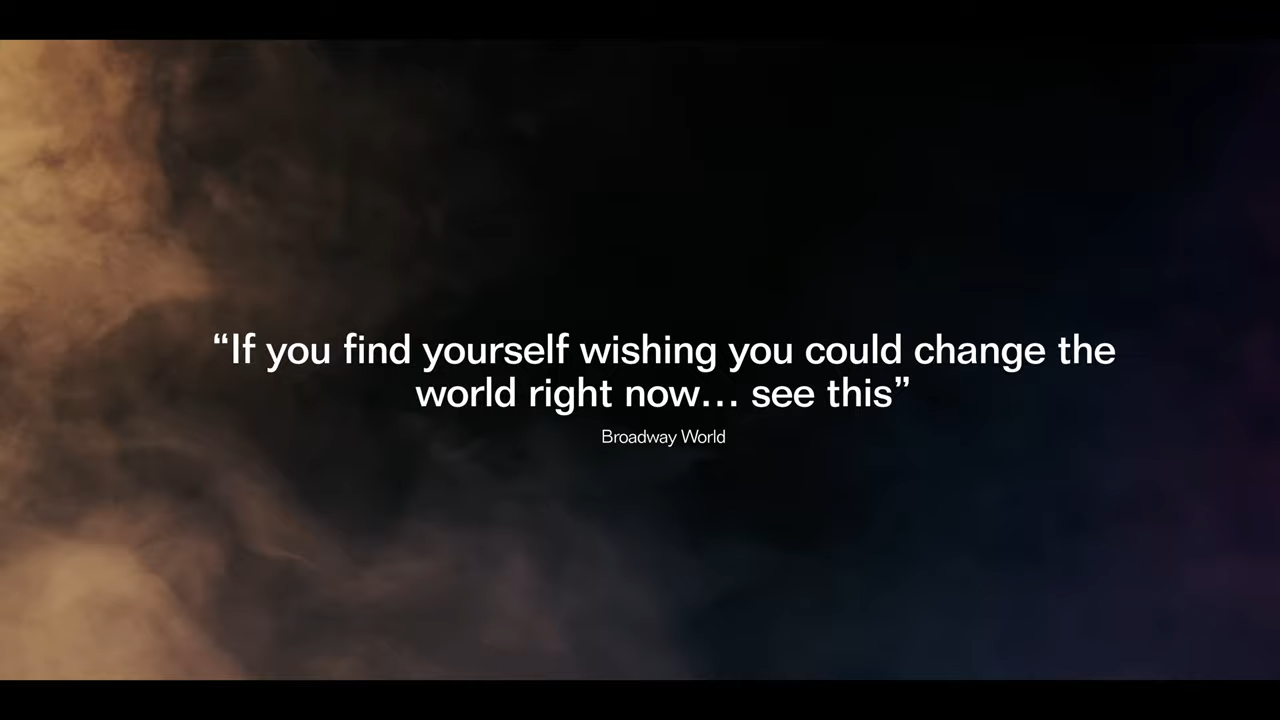 “If you find yourself wishing you could change the
world right now… see this”
Broadway World